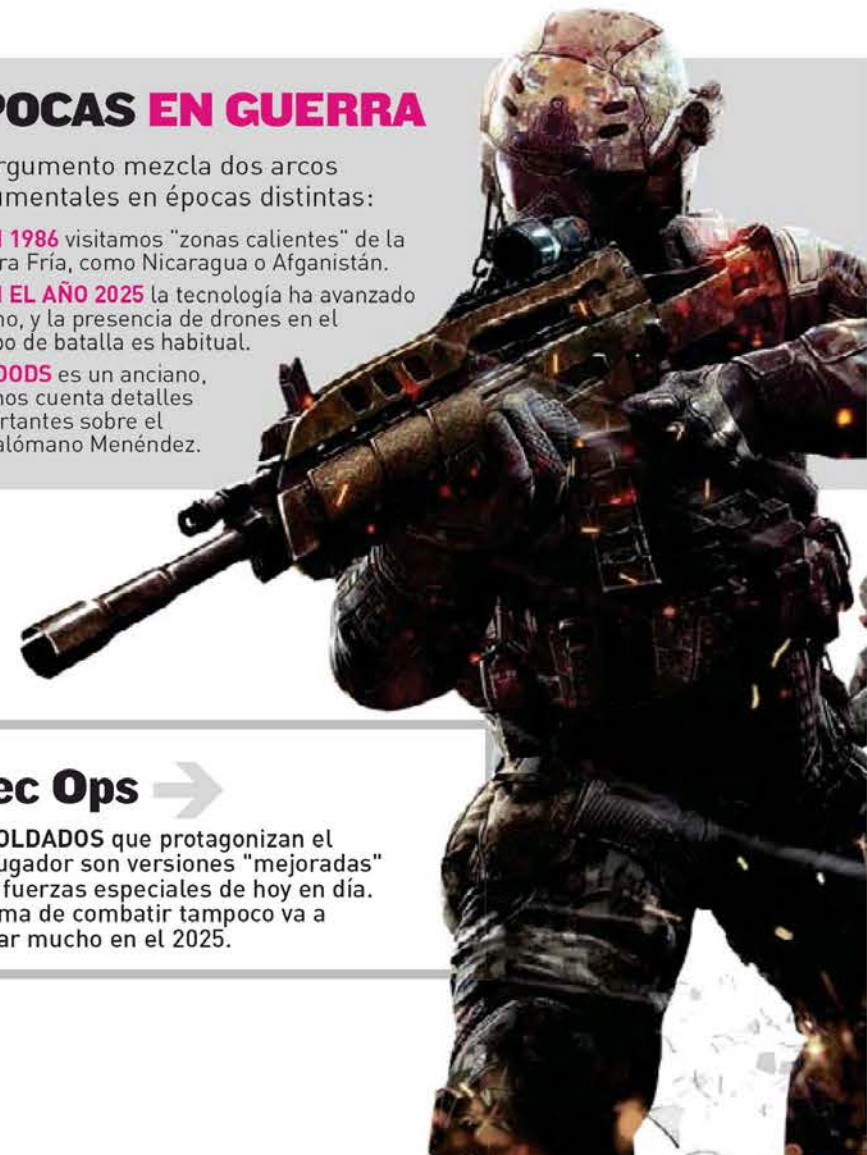 POCAS EN GUERRA
rgumento mezcla dos arcos
umentales en épocas distintas:
1986 visitamos "zonas calientes" de la
ra Fría, como Nicaragua o Afganistán.
EL AÑO 2025 la tecnología ha avanzado
o, y la presencia de drones en el
po de batalla es habitual.
OODS es un anciano,
nos cuenta detalles
rtantes sobre el
alómano Menéndez.
ec Ops
OLDADOS que protagonizan el
ugador son versiones "mejoradas"
fuerzas especiales de hoy en día.
ma de combatir tampoco va a
ar mucho en el 2025.